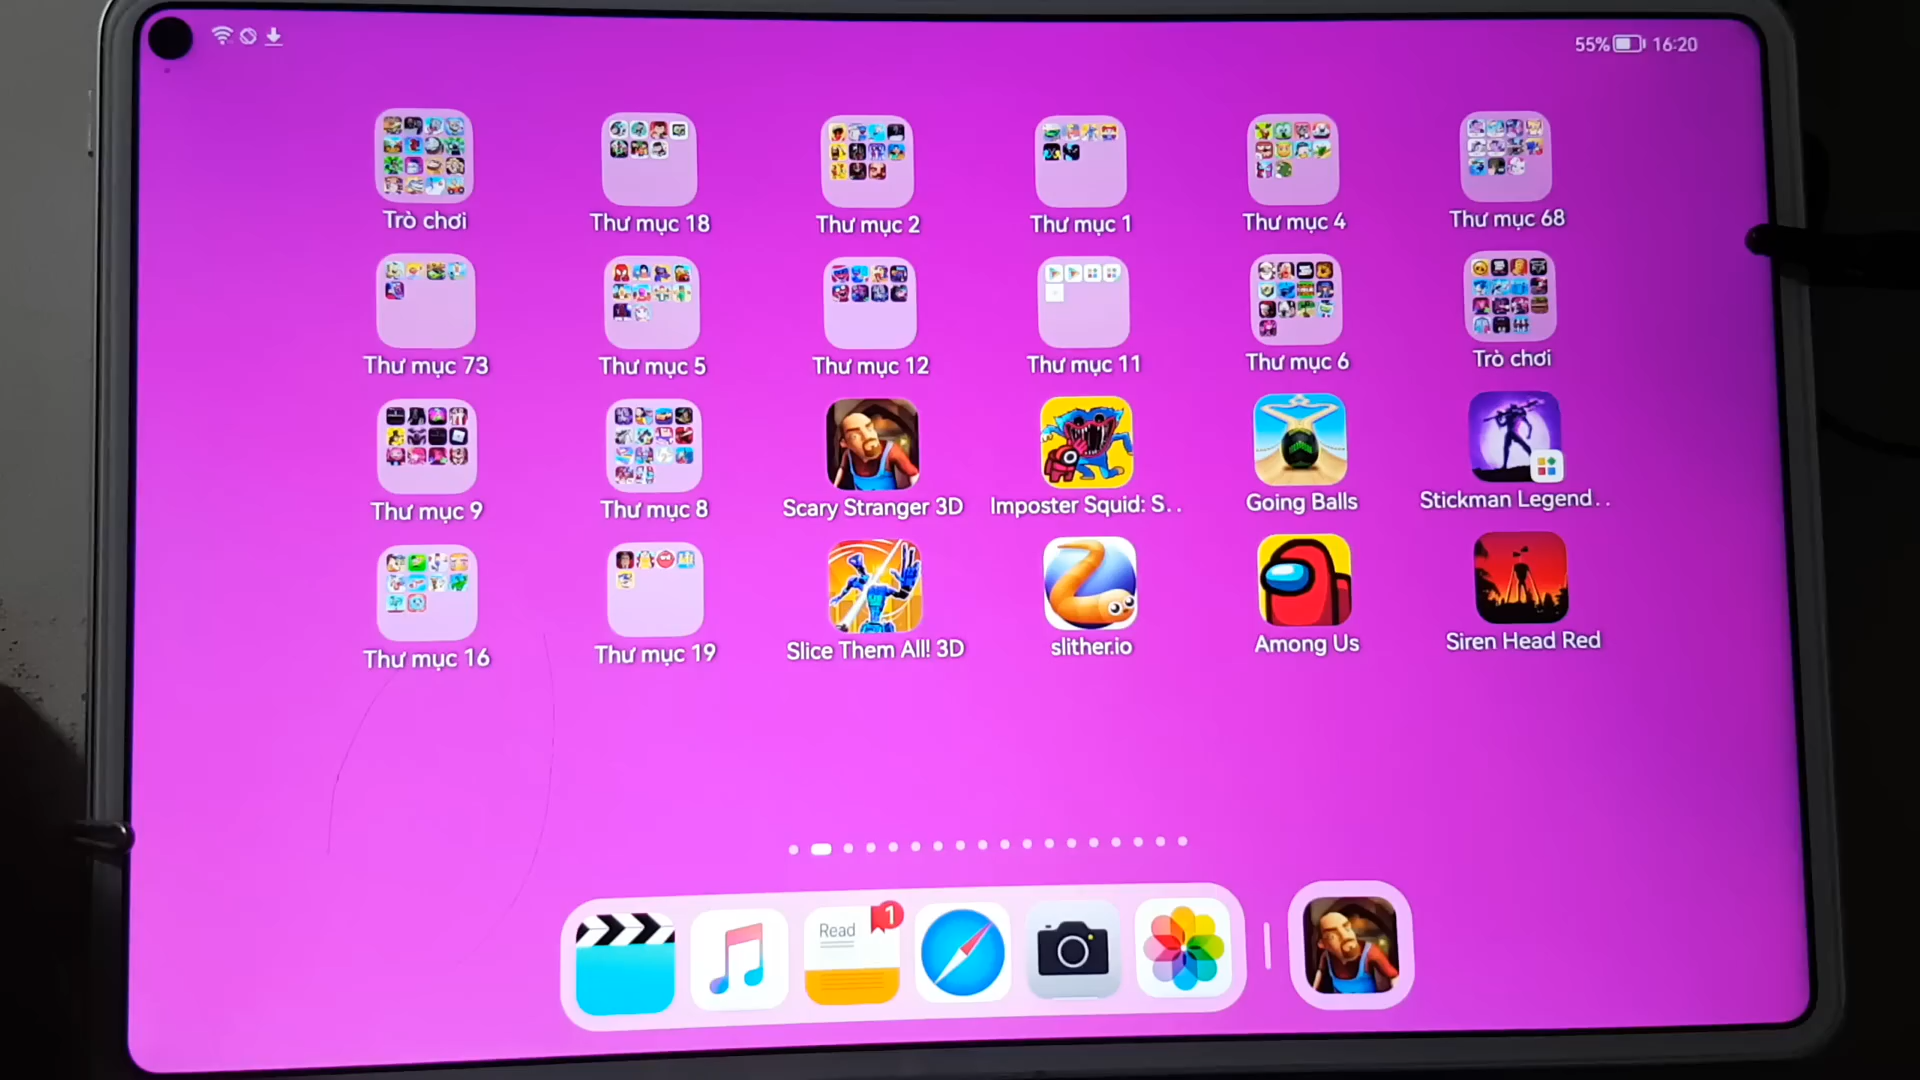 55% 16:20
Trò chơi
Thư mục 18
Thư mục 2
Thư mục 1
Thư mục 4
Thư mục 68
Thư mục 73
Thư mục 5
Thư mục 12
Thư mục 11
Thư mục 6
Trò chơi
Thư mục 9
Thư mục 8
Scary Stranger 3D
Imposter Squid: S..
Going Balls
Stickman Legend..
Thư mục 16
Thư mục 19
Slice Them All! 3D
slither.io
Among Us
Siren Head Red
Read
1